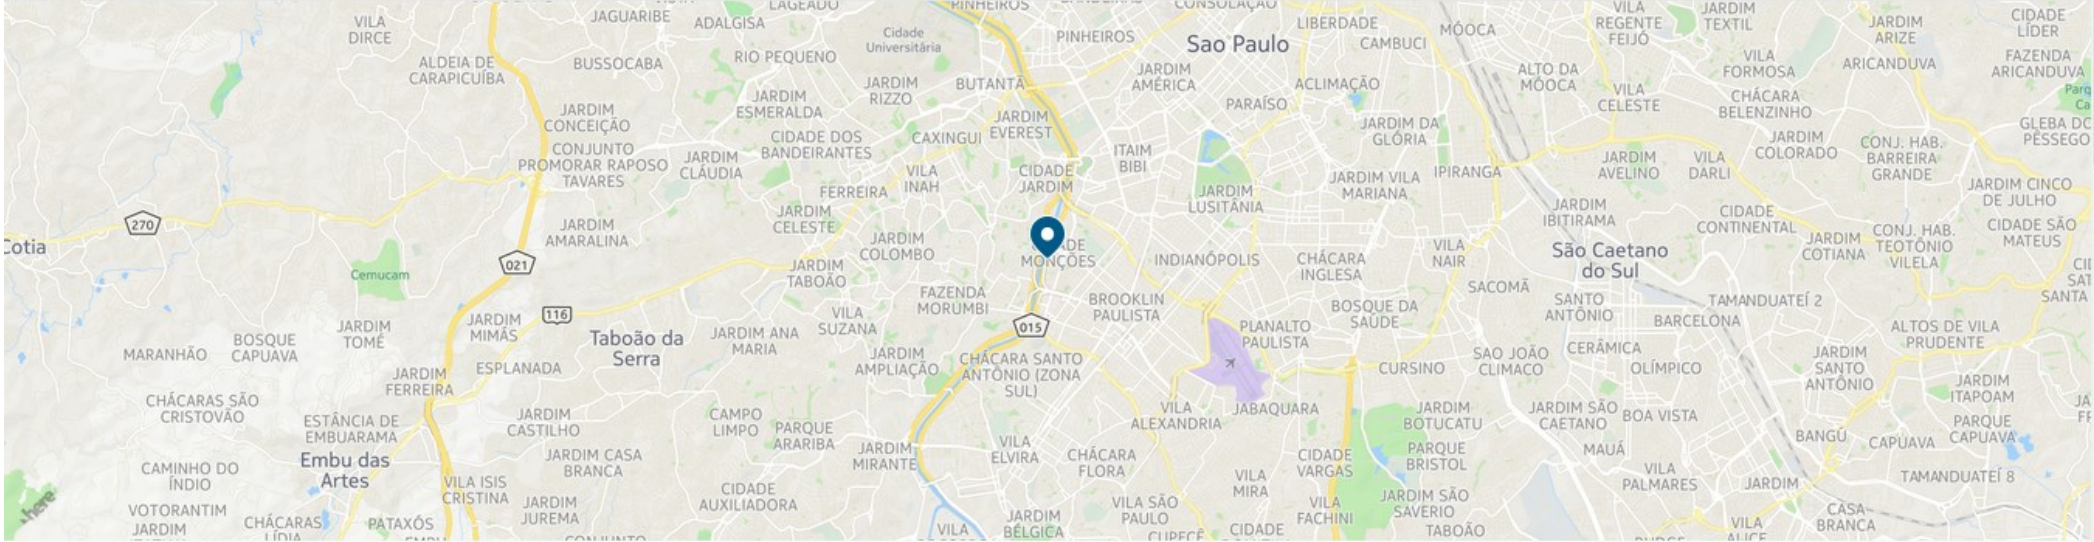 PINHEIROS
CONSOLAÇÃO
LAGEADO
JAGUARIBE
ADALGISA
VILA
DIRCE
Cidade
Universitária
PINHEIROS
Sao Paulo
LIBERDADE
CAMBUCI
MÓOCA
VILA
REGENTE
FEIJÓ
JARDIM
TEXTIL
JARDIM
ARIZE
CIDADE
LÍDER
ALDEIA DE
CARAPICUÍBA
BUSSOCABA
RIO PEQUENO
JARDIM
RIZZO
BUTANTÃ
JARDIM
AMÉRICA
ACLIMAÇÃO
ALTO DA
MÓOCA
VILA
FORMOSA
ARICANDUVA
FAZENDA
ARICANDUVA
JARDIM
ESMERALDA
PARAÍSO
VILA
CELESTE
CHÁCARA
BELENZINHO
Parq
Ca
JARDIM
CONCEIÇÃO
JARDIM
EVEREST
JARDIM DA
GLÓRIA
GLEBA DO
PÊSSEGO
CIDADE DOS
BANDEIRANTES
CAXINGUI
ITAIM
BIBI
JARDIM
COLORADO
CONJ. HAB.
BARREIRA
GRANDE
CONJUNTO
PROMORAR RAPOSO
TAVARES
JARDIM
CLÁUDIA
VILA
INAH
CIDADE
JARDIM
IPIRANGA
JARDIM
AVELINO
VILA
DARLI
FERREIRA
JARDIM
LUSITÂNIA
JARDIM VILA
MARIANA
JARDIM CINCO
DE JULHO
270
JARDIM
AMARALINA
JARDIM
CELESTE
JARDIM
IBITIRAMA
CIDADE
CONTINENTAL
CIDADE SÃO
MATEUS
Cotia
JARDIM
COLOMBO
MONÇÕES
INDIANÓPOLIS
CHÁCARA
INGLESA
VILA
NAIR
São Caetano
do Sul
JARDIM
COTIANA
CONJ. HAB.
TEOTÔNIO
VILELA
021
Cemucam
JARDIM
TABOÃO
SACOMÃ
SANTA
FAZENDA
MORUMBI
BROOKLIN
PAULISTA
BOSQUE DA
SAÚDE
SANTO
ANTÔNIO
TAMANDUATEÍ 2
116
VILA
SUZANA
015
BARCELONA
BOSQUE
CAPUAVA
JARDIM
TOMÉ
JARDIM
MIMÁS
Taboão da
Serra
JARDIM ANA
MARIA
PLANALTO
PAULISTA
ALTOS DE VILA
PRUDENTE
MARANHÃO
ESPLANADA
JARDIM
AMPLIAÇÃO
CHÁCARA SANTO
ANTÔNIO (ZONA
SUL)
CURSINO
SAO JOÃO
CLIMACO
CERÂMICA
OLÍMPICO
JARDIM
SANTO
ANTÔNIO
JARDIM
FERREIRA
JARDIM
ITAPOAM
CHÁCARAS SÃO
CRISTOVÃO
ESTÂNCIA DE
EMBUARAMA
JARDIM
CASTILHO
CAMPO
LIMPO
PARQUE
ARARIBA
VILA
ALEXANDRIA
JABAQUARA
JARDIM
BOTUCATU
JARDIM SÃO
CAETANO
BOA VISTA
BANGÚ
CAPUAVA
PARQUE
CAPUAVA
Embu das
Artes
CAMINHO DO
ÍNDIO
JARDIM CASA
BRANCA
JARDIM
MIRANTE
VILA
ELVIRA
CHÁCARA
FLORA
CIDADE
VARGAS
PARQUE
BRISTOL
MAUÁ
VILA
PALMARES
JARDIM
TAMANDUATEÍ 8
here
VOTORANTIM
JARDIM
CHÁCARAS
LÍDIA
PATAXÓS
VILA ISIS
CRISTINA
JARDIM
JUREMA
CIDADE
AUXILIADORA
VILA
JARDIM
BÉLGICA
VILA SÃO
PAULO
VILA
MIRA
VILA
FACHINI
JARDIM SÃO
SAVERIO
TABOÃO
VILA
ALICE
CASA
BRANCA
CONJUNTO
CUPECÊ
CIDADE